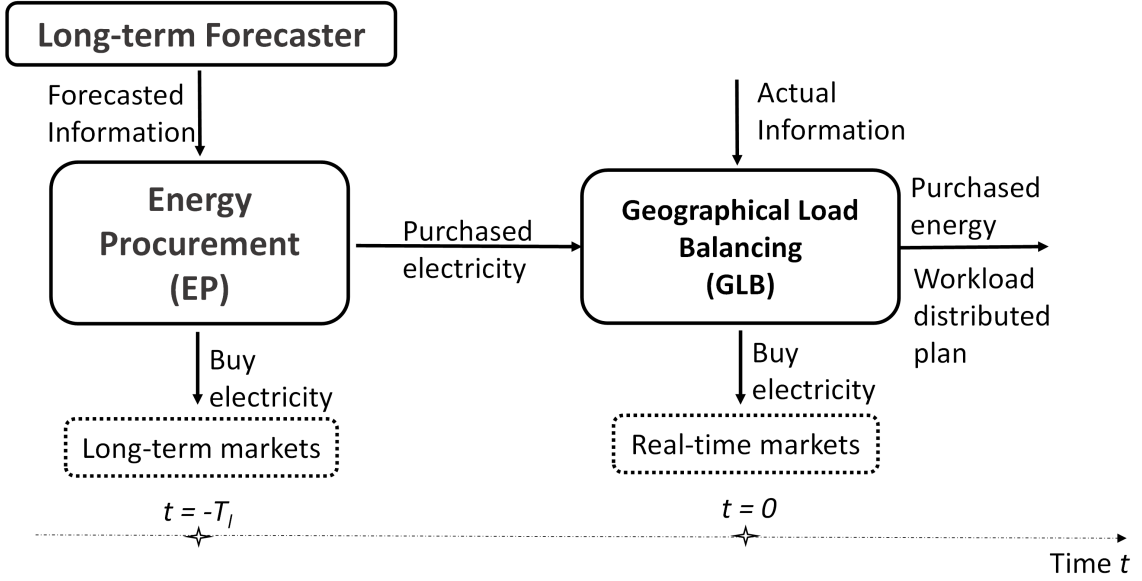 Long-term Forecaster
Forecasted
Information
Actual
Information
Energy
Procurement
(EP)
Purchased
electricity
Geographical Load
Balancing
(GLB)
Purchased
energy
Workload
distributed
plan
Buy
electricity
Buy
electricity
Long-term markets
Real-time markets
t = -Tl
t = 0
Time t